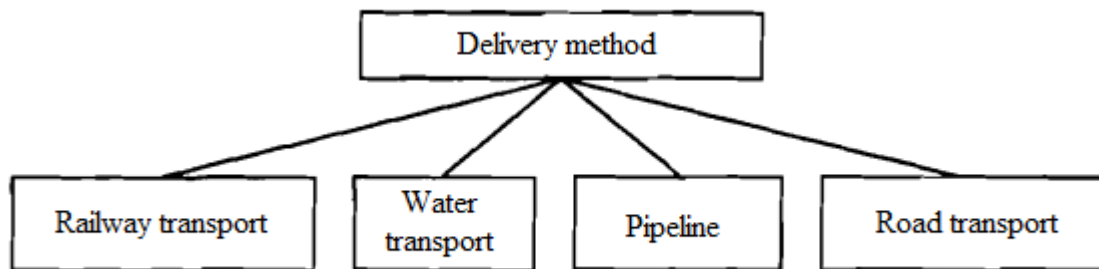 Delivery method
Railway transport
Water
transport
Pipeline
Road transport